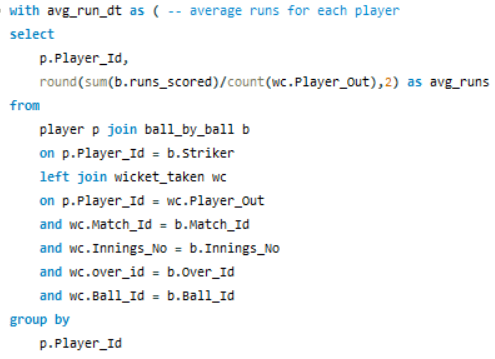 with avg_run_dt as ( -- average runs for each player
select
p.Player_Id,
round(sum(b.runs_scored)/count(wc.Player_Out),2) as avg_runs
from
player p join ball_by_ball b
on p.Player_Id = b.Striker
left join wicket_taken wc
on p.Player_Id = wc.Player_Out
and wc.Match_Id = b.Match_Id
and wc.Innings_No = b.Innings_No
and wc.over_id = b.Over_Id
and wc.Ball_Id = b.Ball_Id
group by
p.Player_Id